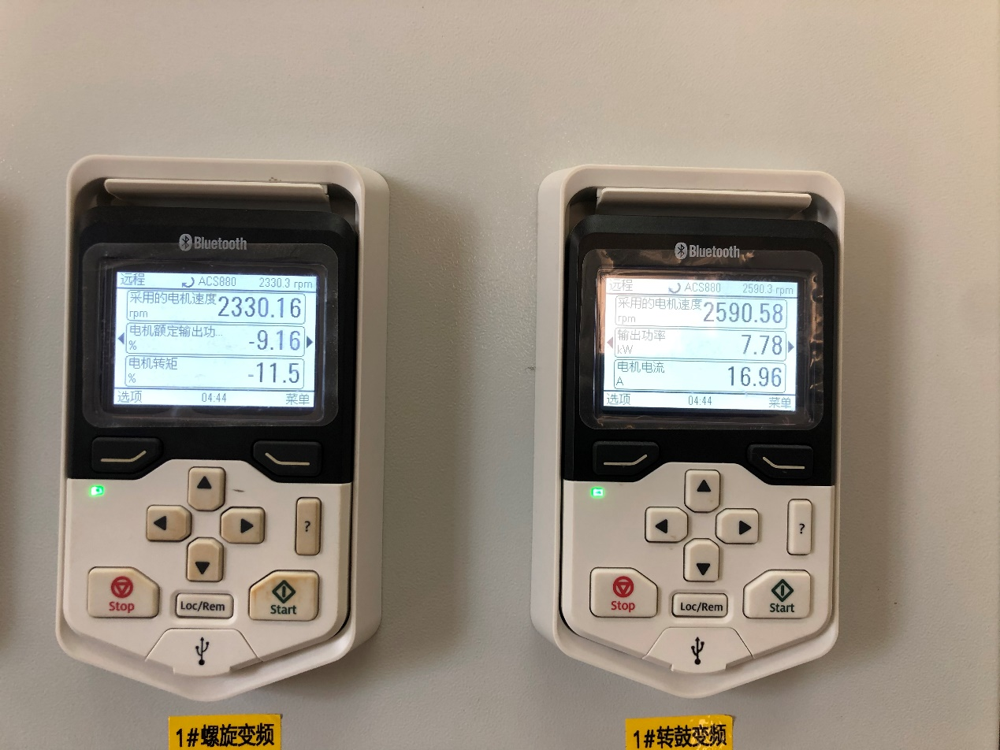 Bluetooth
远程 ACS880 2330.3 rpm
采用的电机速度 2330.16
rpm
电机额定输出功... -9.16
%
电机转矩 -11.5
%
选项 04:44 菜单
?
Stop Loc/Rem Start
1#螺旋变频
Bluetooth
远程 ACS880 2590.3 rpm
采用的电机速度 2590.58
rpm
输出功率 7.78
kW
电机电流 16.96
A
选项 04:44 菜单
?
Stop Loc/Rem Start
1#转鼓变频